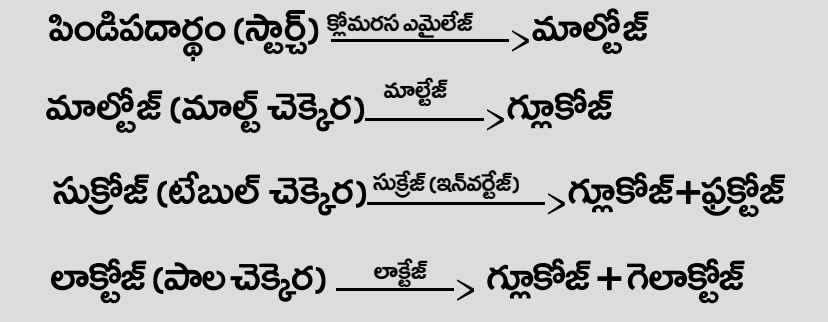 పిండిపదార్థం (స్టార్చ్) క్లోమరస ఎమైలేజ్ > మాల్టోజ్
మాల్టోజ్ (మాల్ట్ చెక్కెర) మాల్టేజ్ > గ్లూకోజ్
సుక్రోజ్ (టేబుల్ చెక్కెర) సుక్రేజ్ (ఇన్‌వర్టేజ్) > గ్లూకోజ్+ఫ్రక్టోజ్
లాక్టోజ్ (పాల చెక్కెర) లాక్టేజ్ > గ్లూకోజ్ + గెలాక్టోజ్